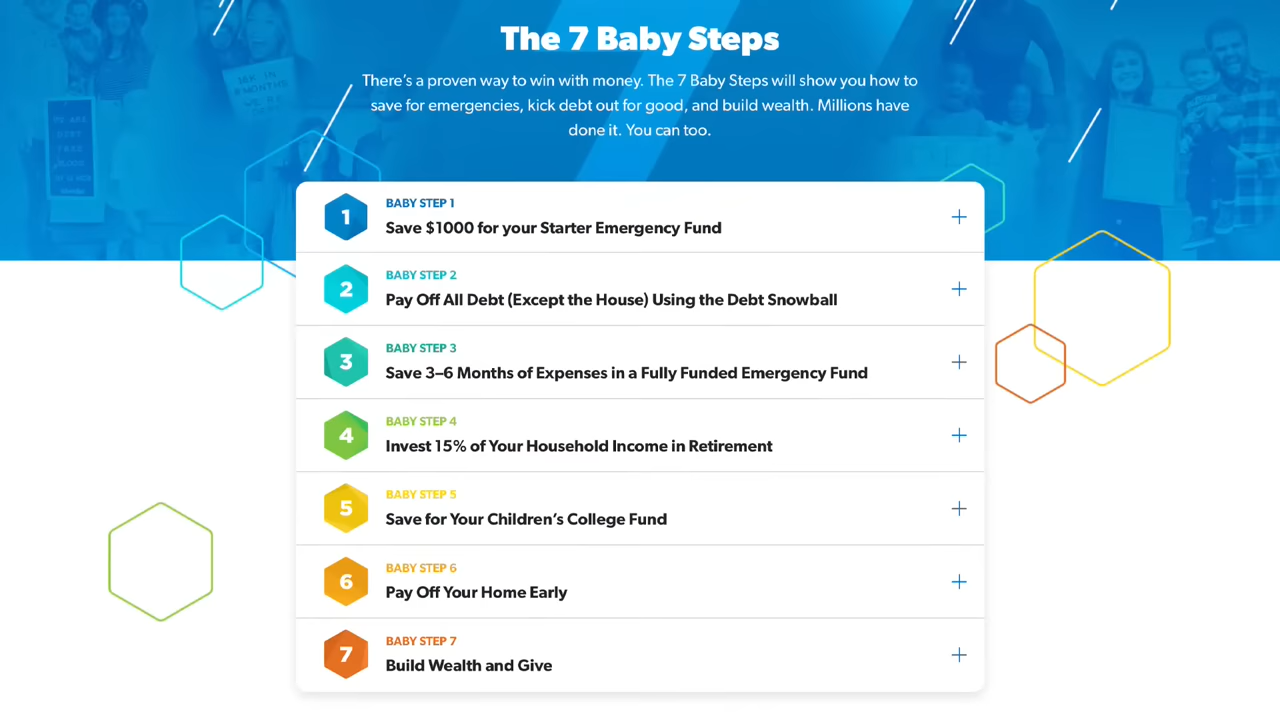 The 7 Baby Steps
There's a proven way to win with money. The 7 Baby Steps will show you how to
save for emergencies, kick debt out for good, and build wealth. Millions have
done it. You can too.
1
BABY STEP 1
Save $1000 for your Starter Emergency Fund
2
BABY STEP 2
Pay Off All Debt (Except the House) Using the Debt Snowball
3
BABY STEP 3
Save 3–6 Months of Expenses in a Fully Funded Emergency Fund
4
BABY STEP 4
Invest 15% of Your Household Income in Retirement
5
BABY STEP 5
Save for Your Children's College Fund
6
BABY STEP 6
Pay Off Your Home Early
7
BABY STEP 7
Build Wealth and Give